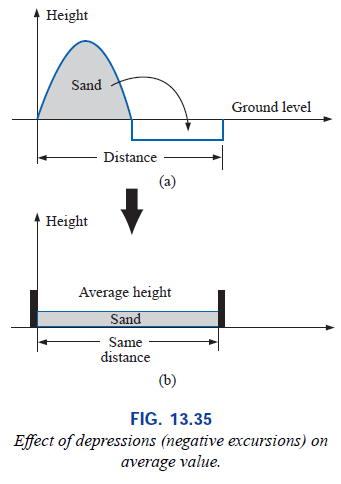 Height
Sand
Ground level
Distance
(a)
Height
Average height
Sand
Same
distance
(b)
FIG. 13.35
Effect of depressions (negative excursions) on
average value.